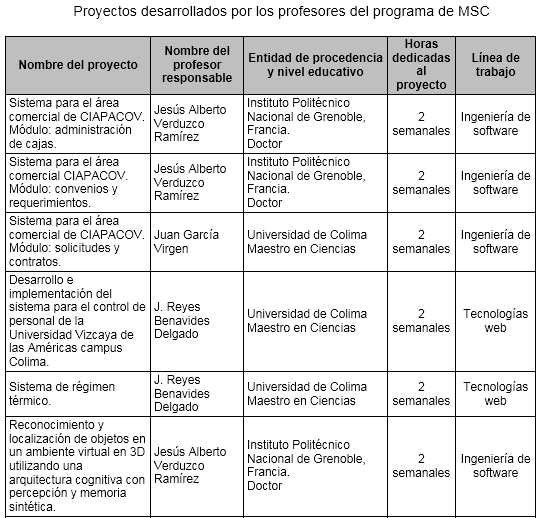 Proyectos desarrollados por los profesores del programa de MSC
Nombre del proyecto
Nombre del
profesor
responsable
Entidad de procedencia
y nivel educativo
Horas
dedicadas
al
proyecto
Línea de
trabajo
Sistema para el área
comercial de CIAPACOV.
Módulo: administración
de cajas.
Jesús Alberto
Verduzco
Ramírez
Instituto Politécnico
Nacional de Grenoble,
Francia.
Doctor
2
semanales
Ingeniería de
software
Sistema para el área
comercial CIAPACOV.
Módulo: convenios y
requerimientos.
Jesús Alberto
Verduzco
Ramírez
Instituto Politécnico
Nacional de Grenoble,
Francia.
Doctor
2
semanales
Ingeniería de
software
Sistema para el área
comercial de CIAPACOV.
Módulo: solicitudes y
contratos.
Juan García
Virgen
Universidad de Colima
Maestro en Ciencias
2
semanales
Ingeniería de
software
Desarrollo e
implementación del
sistema para el control de
personal de la
Universidad Vizcaya de
las Américas campus
Colima.
J. Reyes
Benavides
Delgado
Universidad de Colima
Maestro en Ciencias
2
semanales
Tecnologías
web
Sistema de régimen
térmico.
J. Reyes
Benavides
Delgado
Universidad de Colima
Maestro en Ciencias
2
semanales
Tecnologías
web
Reconocimiento y
localización de objetos en
un ambiente virtual en 3D
utilizando una
arquitectura cognitiva con
percepción y memoria
sintética.
Jesús Alberto
Verduzco
Ramírez
Instituto Politécnico
Nacional de Grenoble,
Francia.
Doctor
2
semanales
Ingeniería de
software